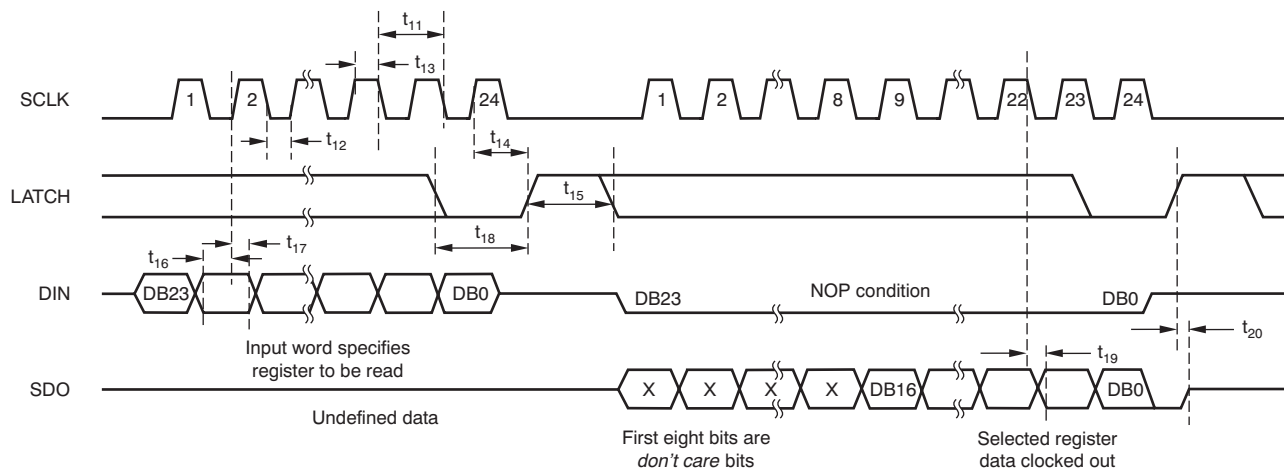 t11
t13
SCLK
1
2
24
1
2
8
9
22
23
24
t12
t14
LATCH
t15
t18
t16
t17
DIN
DB23
DB0
DB23
NOP condition
DB0
t20
Input word specifies
register to be read
t19
SDO
X
X
X
X
DB16
DB0
Undefined data
First eight bits are
don't care bits
Selected register
data clocked out